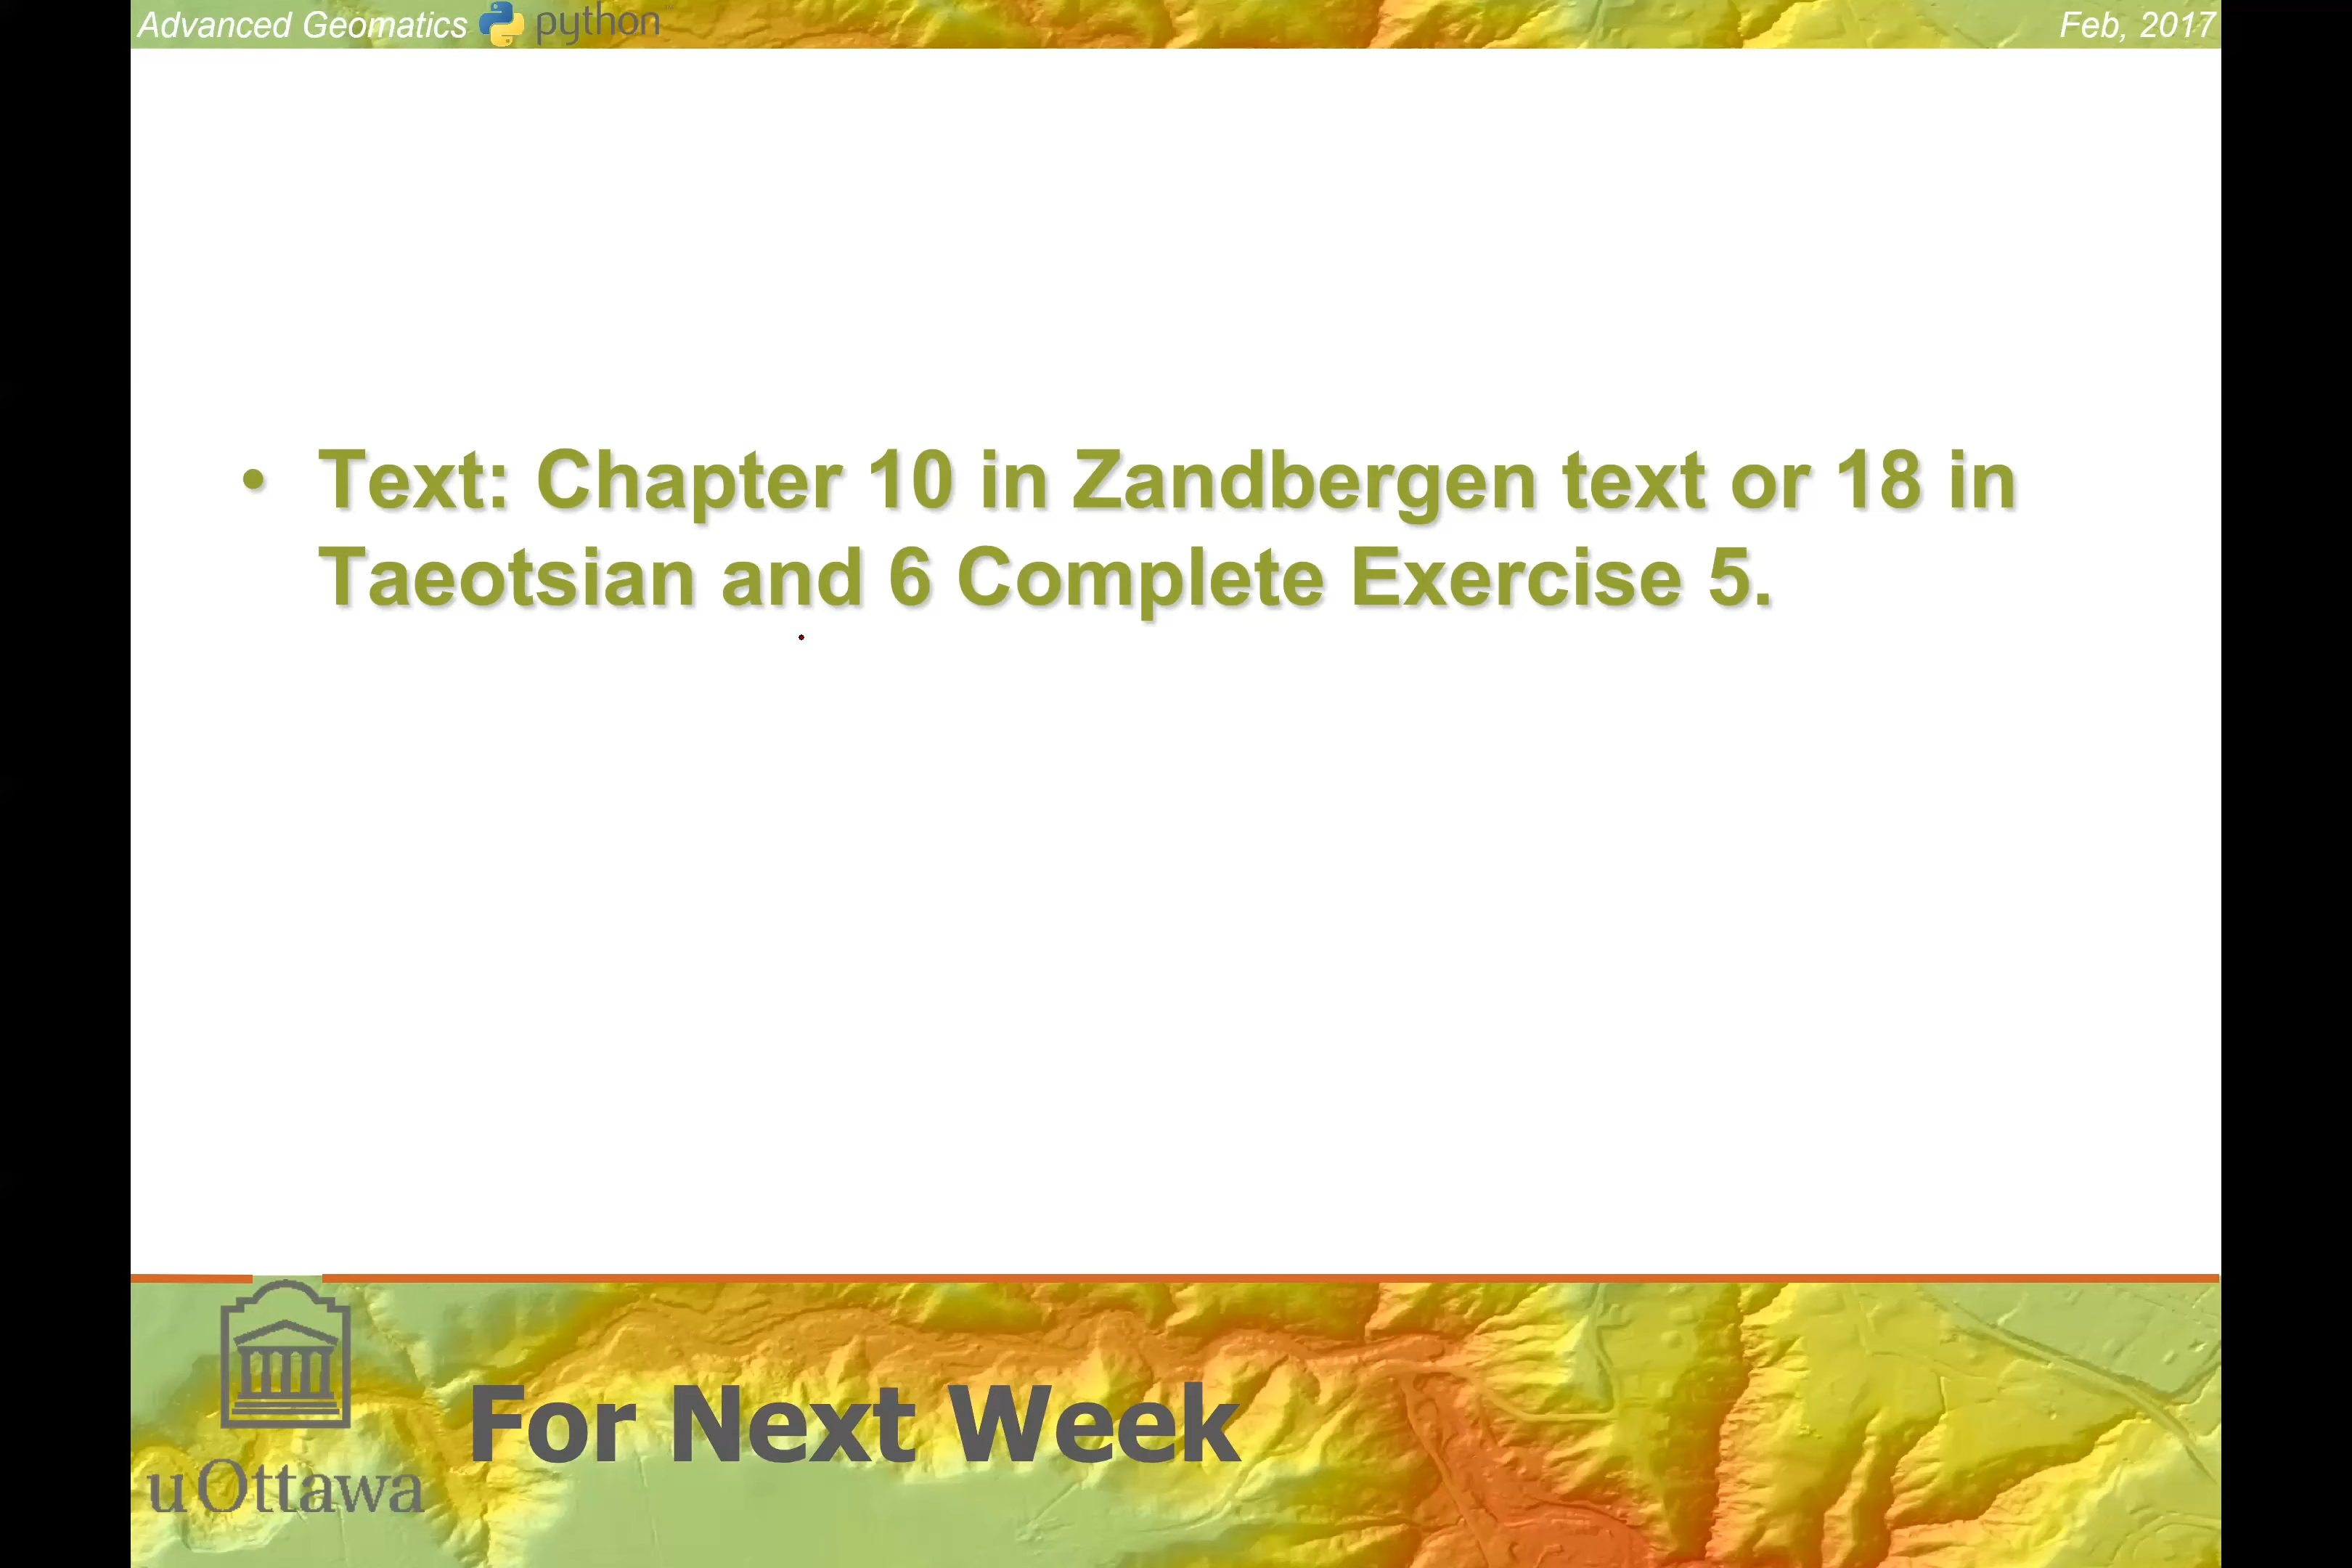 Advanced Geomatics python Feb, 2017
• Text: Chapter 10 in Zandbergen text or 18 in
Taeotsian and 6 Complete Exercise 5.
For Next Week
uOttawa